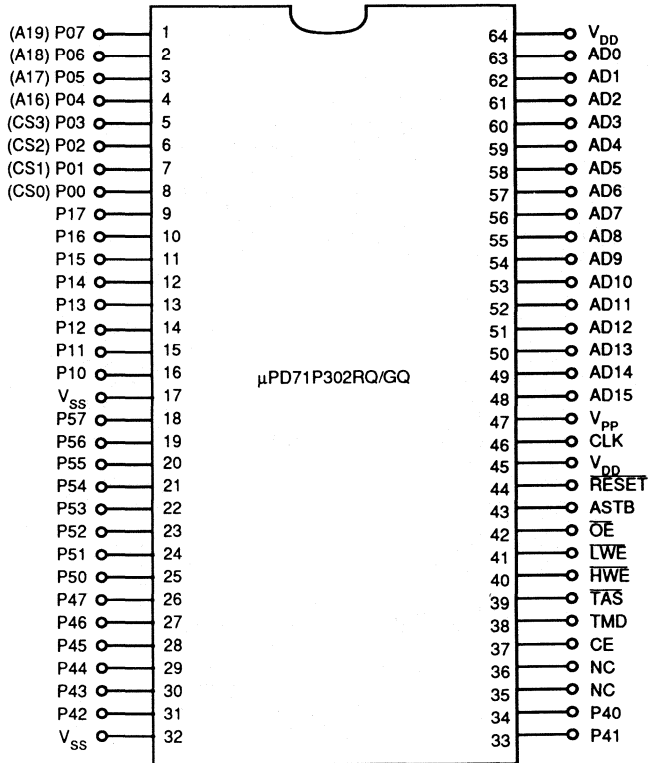 (A19) P07 1 64 VDD
(A18) P06 2 63 AD0
(A17) P05 3 62 AD1
(A16) P04 4 61 AD2
(CS3) P03 5 60 AD3
(CS2) P02 6 59 AD4
(CS1) P01 7 58 AD5
(CS0) P00 8 57 AD6
P17 9 56 AD7
P16 10 55 AD8
P15 11 54 AD9
P14 12 53 AD10
P13 13 52 AD11
P12 14 51 AD12
P11 15 50 AD13
P10 16 49 AD14
μPD71P302RQ/GQ
VSS 17 48 AD15
P57 18 47 VPP
P56 19 46 CLK
P55 20 45 VDD
P54 21 44 RESET
P53 22 43 ASTB
P52 23 42 OE
P51 24 41 LWE
P50 25 40 HWE
P47 26 39 TAS
P46 27 38 TMD
P45 28 37 CE
P44 29 36 NC
P43 30 35 NC
P42 31 34 P40
VSS 32 33 P41